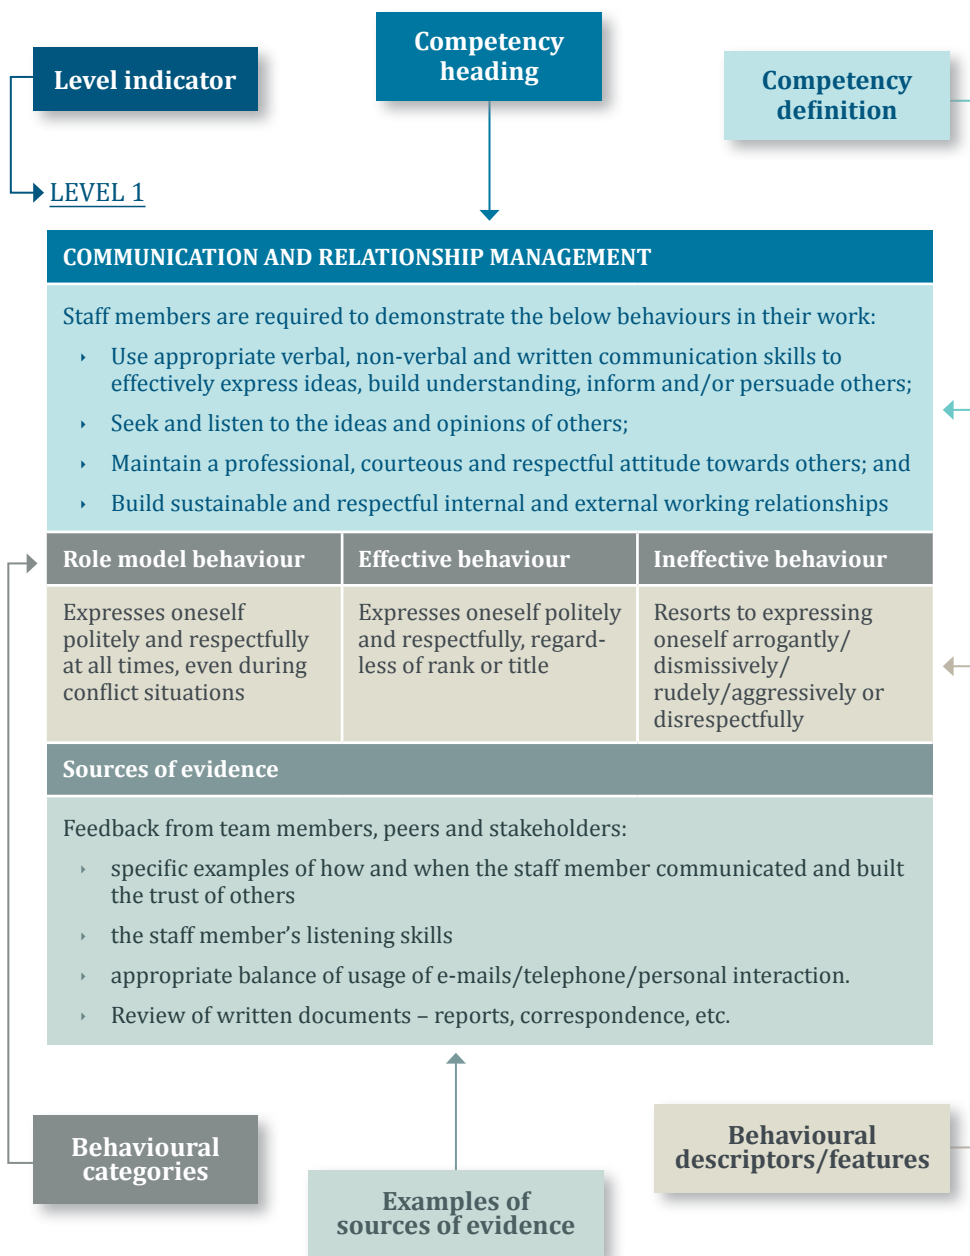 Level indicator
Competency
heading
Competency
definition
LEVEL 1
COMMUNICATION AND RELATIONSHIP MANAGEMENT
Staff members are required to demonstrate the below behaviours in their work:
‣ Use appropriate verbal, non-verbal and written communication skills to
effectively express ideas, build understanding, inform and/or persuade others;
‣ Seek and listen to the ideas and opinions of others;
‣ Maintain a professional, courteous and respectful attitude towards others; and
‣ Build sustainable and respectful internal and external working relationships
Role model behaviour
Effective behaviour
Ineffective behaviour
Expresses oneself
politely and respectfully
at all times, even during
conflict situations
Expresses oneself politely
and respectfully, regard-
less of rank or title
Resorts to expressing
oneself arrogantly/
dismissively/
rudely/aggressively or
disrespectfully
Sources of evidence
Feedback from team members, peers and stakeholders:
‣ specific examples of how and when the staff member communicated and built
the trust of others
‣ the staff member’s listening skills
‣ appropriate balance of usage of e-mails/telephone/personal interaction.
‣ Review of written documents – reports, correspondence, etc.
Behavioural
categories
Examples of
sources of evidence
Behavioural
descriptors/features